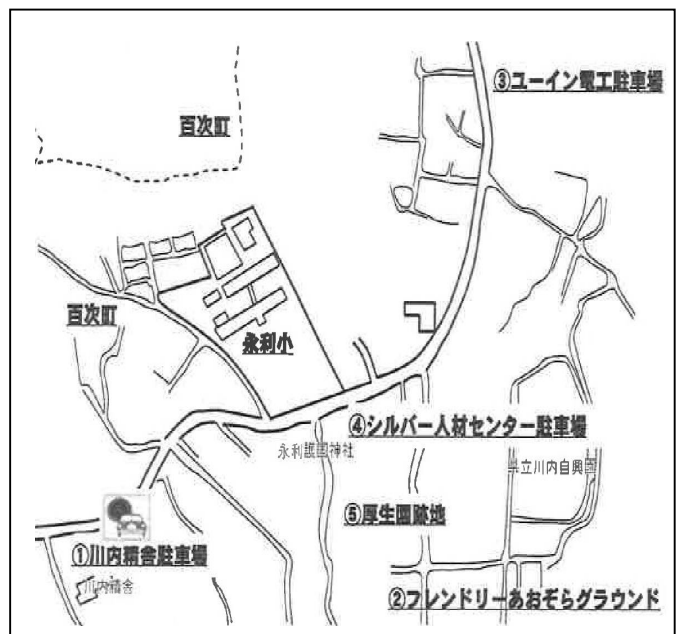 ③ユーイン電工駐車場
百次町
百次町
永利小
④シルバー人材センター駐車場
永利護国神社
県立川内自興園
⑤厚生園跡地
①川内精舎駐車場
川内精舎
②フレンドリーあおぞらグラウンド